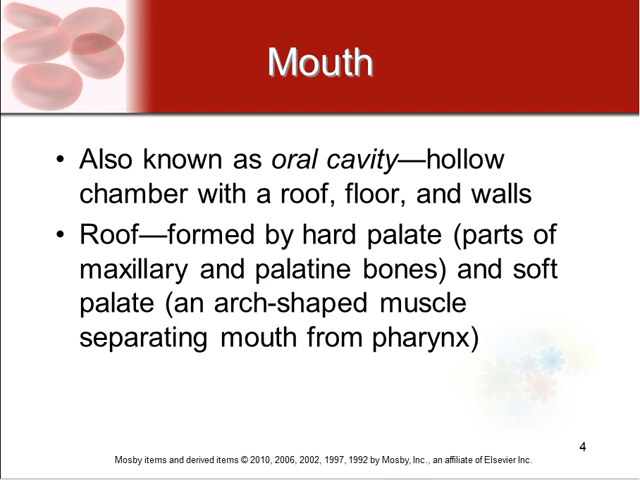 Mouth
• Also known as oral cavity—hollow
chamber with a roof, floor, and walls
• Roof—formed by hard palate (parts of
maxillary and palatine bones) and soft
palate (an arch-shaped muscle
separating mouth from pharynx)
4
Mosby items and derived items © 2010, 2006, 2002, 1997, 1992 by Mosby, Inc., an affiliate of Elsevier Inc.